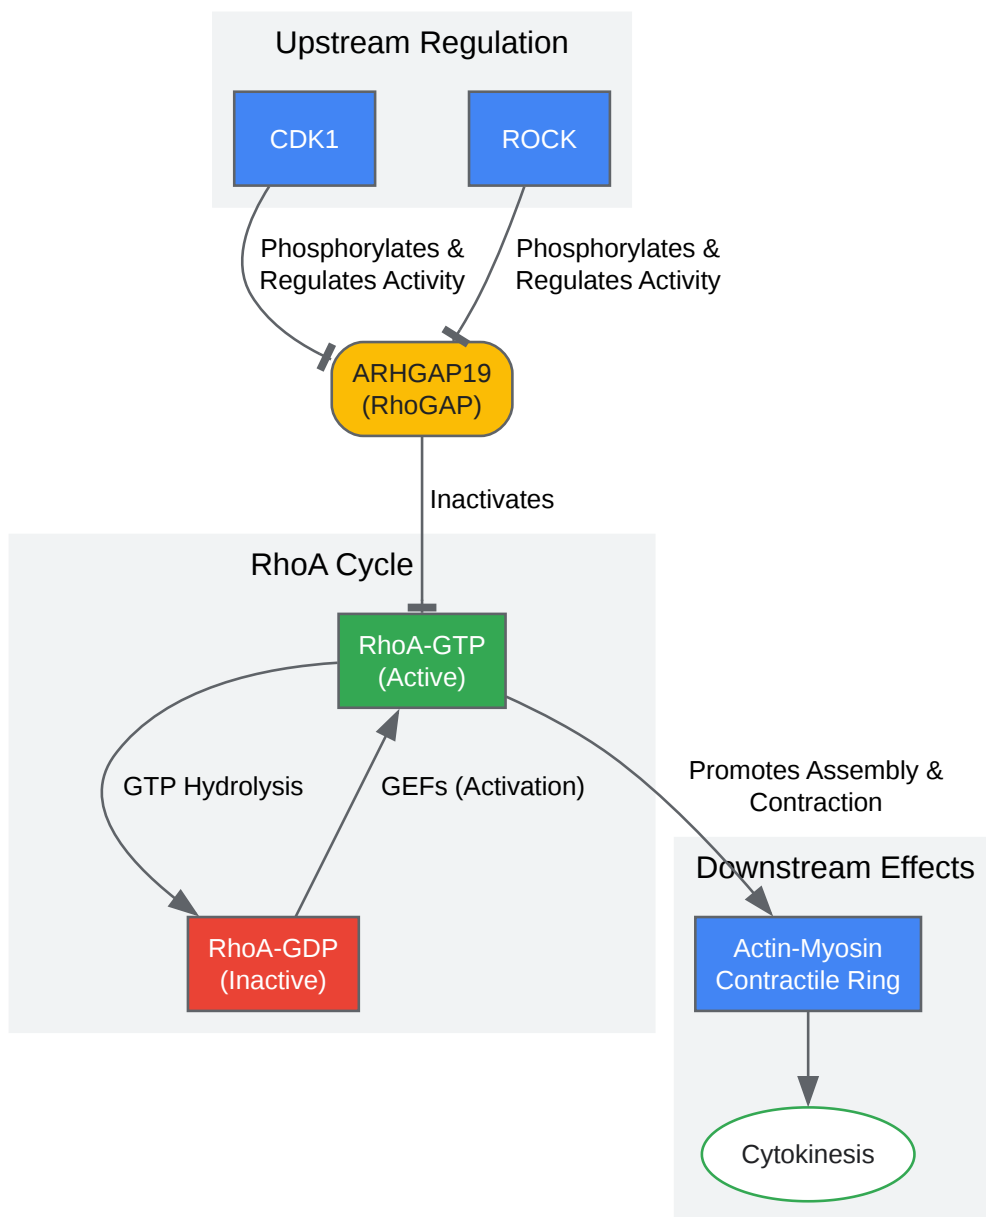 Upstream Regulation
CDK1
ROCK
Phosphorylates &
Regulates Activity
Phosphorylates &
Regulates Activity
ARHGAP19
(RhoGAP)
Inactivates
RhoA Cycle
RhoA-GTP
(Active)
GTP Hydrolysis
GEFs (Activation)
Promotes Assembly &
Contraction
Downstream Effects
RhoA-GDP
(Inactive)
Actin-Myosin
Contractile Ring
Cytokinesis